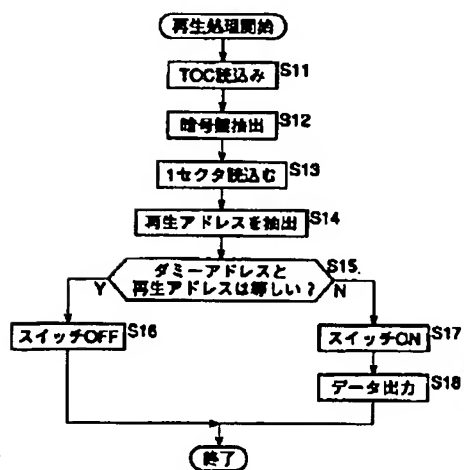 再生処理開始
TOC読込み S11
暗号鍵抽出 S12
1セクタ読込む S13
再生アドレスを抽出 S14
ダミーアドレスと S15
再生アドレスは等しい?
Y N
スイッチOFF S16
スイッチON S17
データ出力 S18
終了